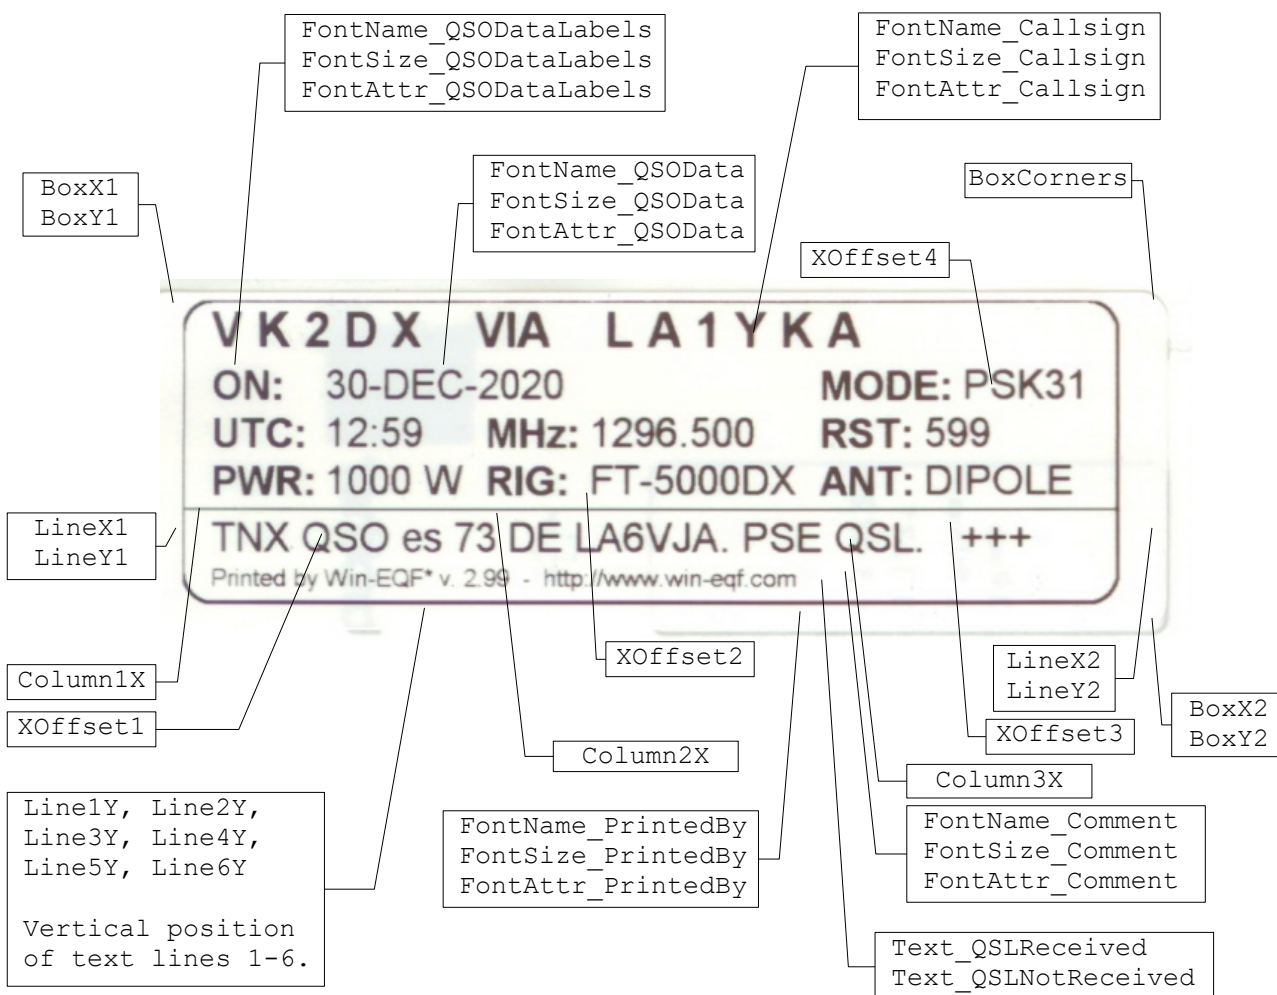 FontName_QSODataLabels
FontSize_QSODataLabels
FontAttr_QSODataLabels
FontName_Callsign
FontSize_Callsign
FontAttr_Callsign
FontName_QSOData
FontSize_QSOData
FontAttr_QSOData
BoxX1
BoxY1
BoxCorners
XOffset4
VK2DX VIA LA1YKA
ON: 30-DEC-2020 MODE: PSK31
UTC: 12:59 MHz: 1296.500 RST: 599
PWR: 1000 W RIG: FT-5000DX ANT: DIPOLE
TNX QSO es 73 DE LA6VJA. PSE QSL. +++
Printed by Win-EQF* v. 2.99 - http://www.win-eqf.com
LineX1
LineY1
Column1X
XOffset1
XOffset2
LineX2
LineY2
BoxX2
BoxY2
XOffset3
Column2X
Column3X
Line1Y, Line2Y,
Line3Y, Line4Y,
Line5Y, Line6Y
Vertical position
of text lines 1-6.
FontName_PrintedBy
FontSize_PrintedBy
FontAttr_PrintedBy
FontName_Comment
FontSize_Comment
FontAttr_Comment
Text_QSLReceived
Text_QSLNotReceived